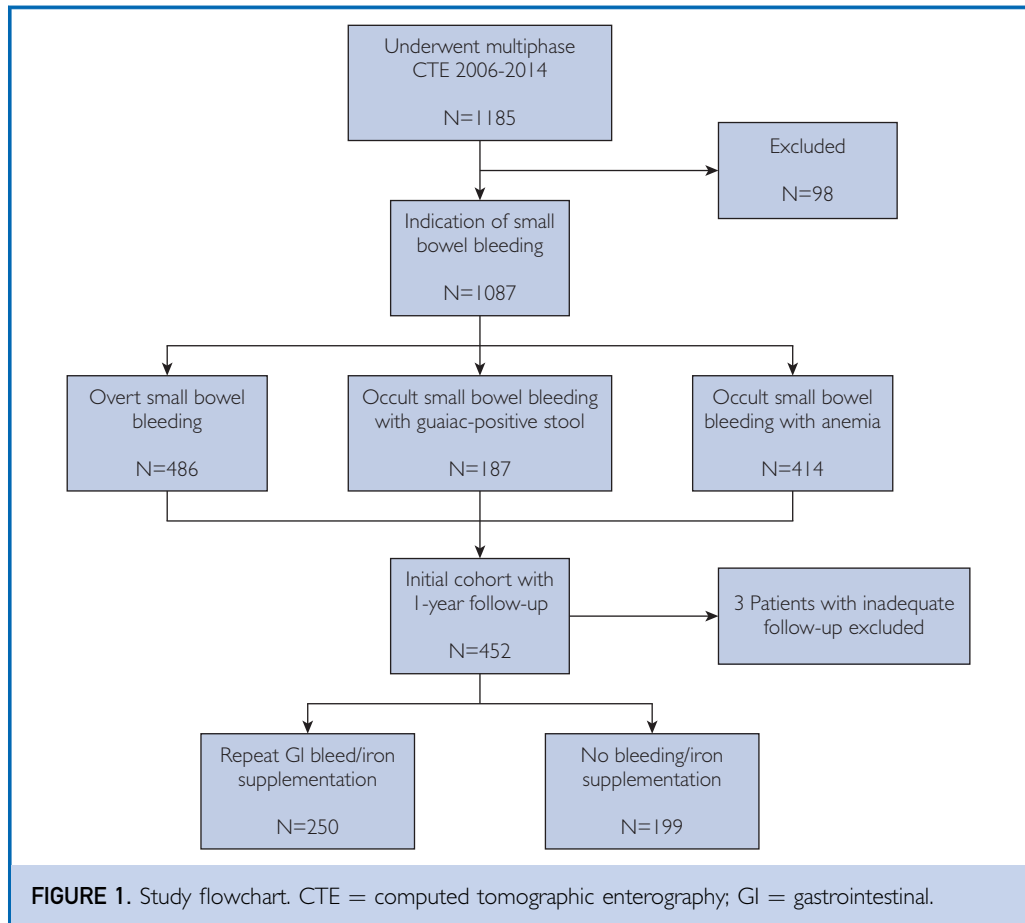 Underwent multiphase
CTE 2006-2014
N=1185
Excluded
N=98
Indication of small
bowel bleeding
N=1087
Overt small bowel
bleeding
N=486
Occult small bowel bleeding
with guaiac-positive stool
N=187
Occult small bowel
bleeding with anemia
N=414
Initial cohort with
1-year follow-up
N=452
3 Patients with inadequate
follow-up excluded
Repeat GI bleed/iron
supplementation
N=250
No bleeding/iron
supplementation
N=199
FIGURE 1. Study flowchart. CTE = computed tomographic enterography; GI = gastrointestinal.